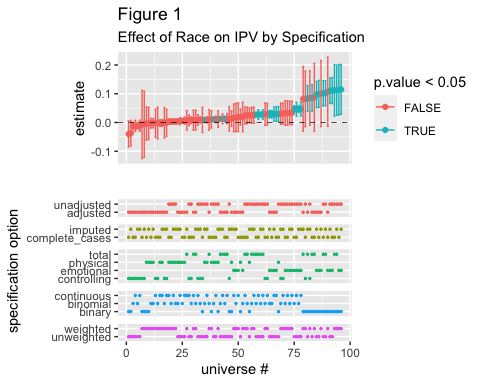 Figure 1
Effect of Race on IPV by Specification
estimate
0.2
0.1
0.0
-0.1
p.value < 0.05
FALSE
TRUE
specification option
unadjusted
adjusted
imputed
complete_cases
total
physical
emotional
controlling
continuous
binomial
binary
weighted
unweighted
0 25 50 75 100
universe #